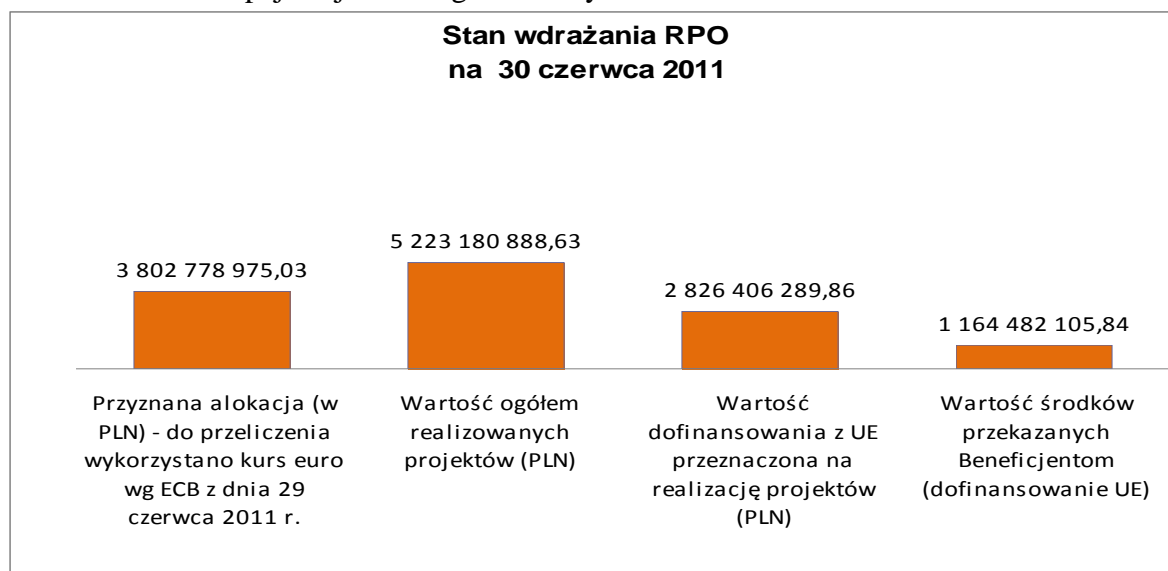 Stan wdrażania RPO
na 30 czerwca 2011
5 223 180 888,63
3 802 778 975,03
2 826 406 289,86
1 164 482 105,84
Przyznana alokacja (w
PLN) - do przeliczenia
wykorzystano kurs euro
wg ECB z dnia 29
czerwca 2011 r.
Wartość ogółem
realizowanych
projektów (PLN)
Wartość
dofinansowania z UE
przeznaczona na
realizację projektów
(PLN)
Wartość środków
przekazanych
Beneficjentom
(dofinansowanie UE)